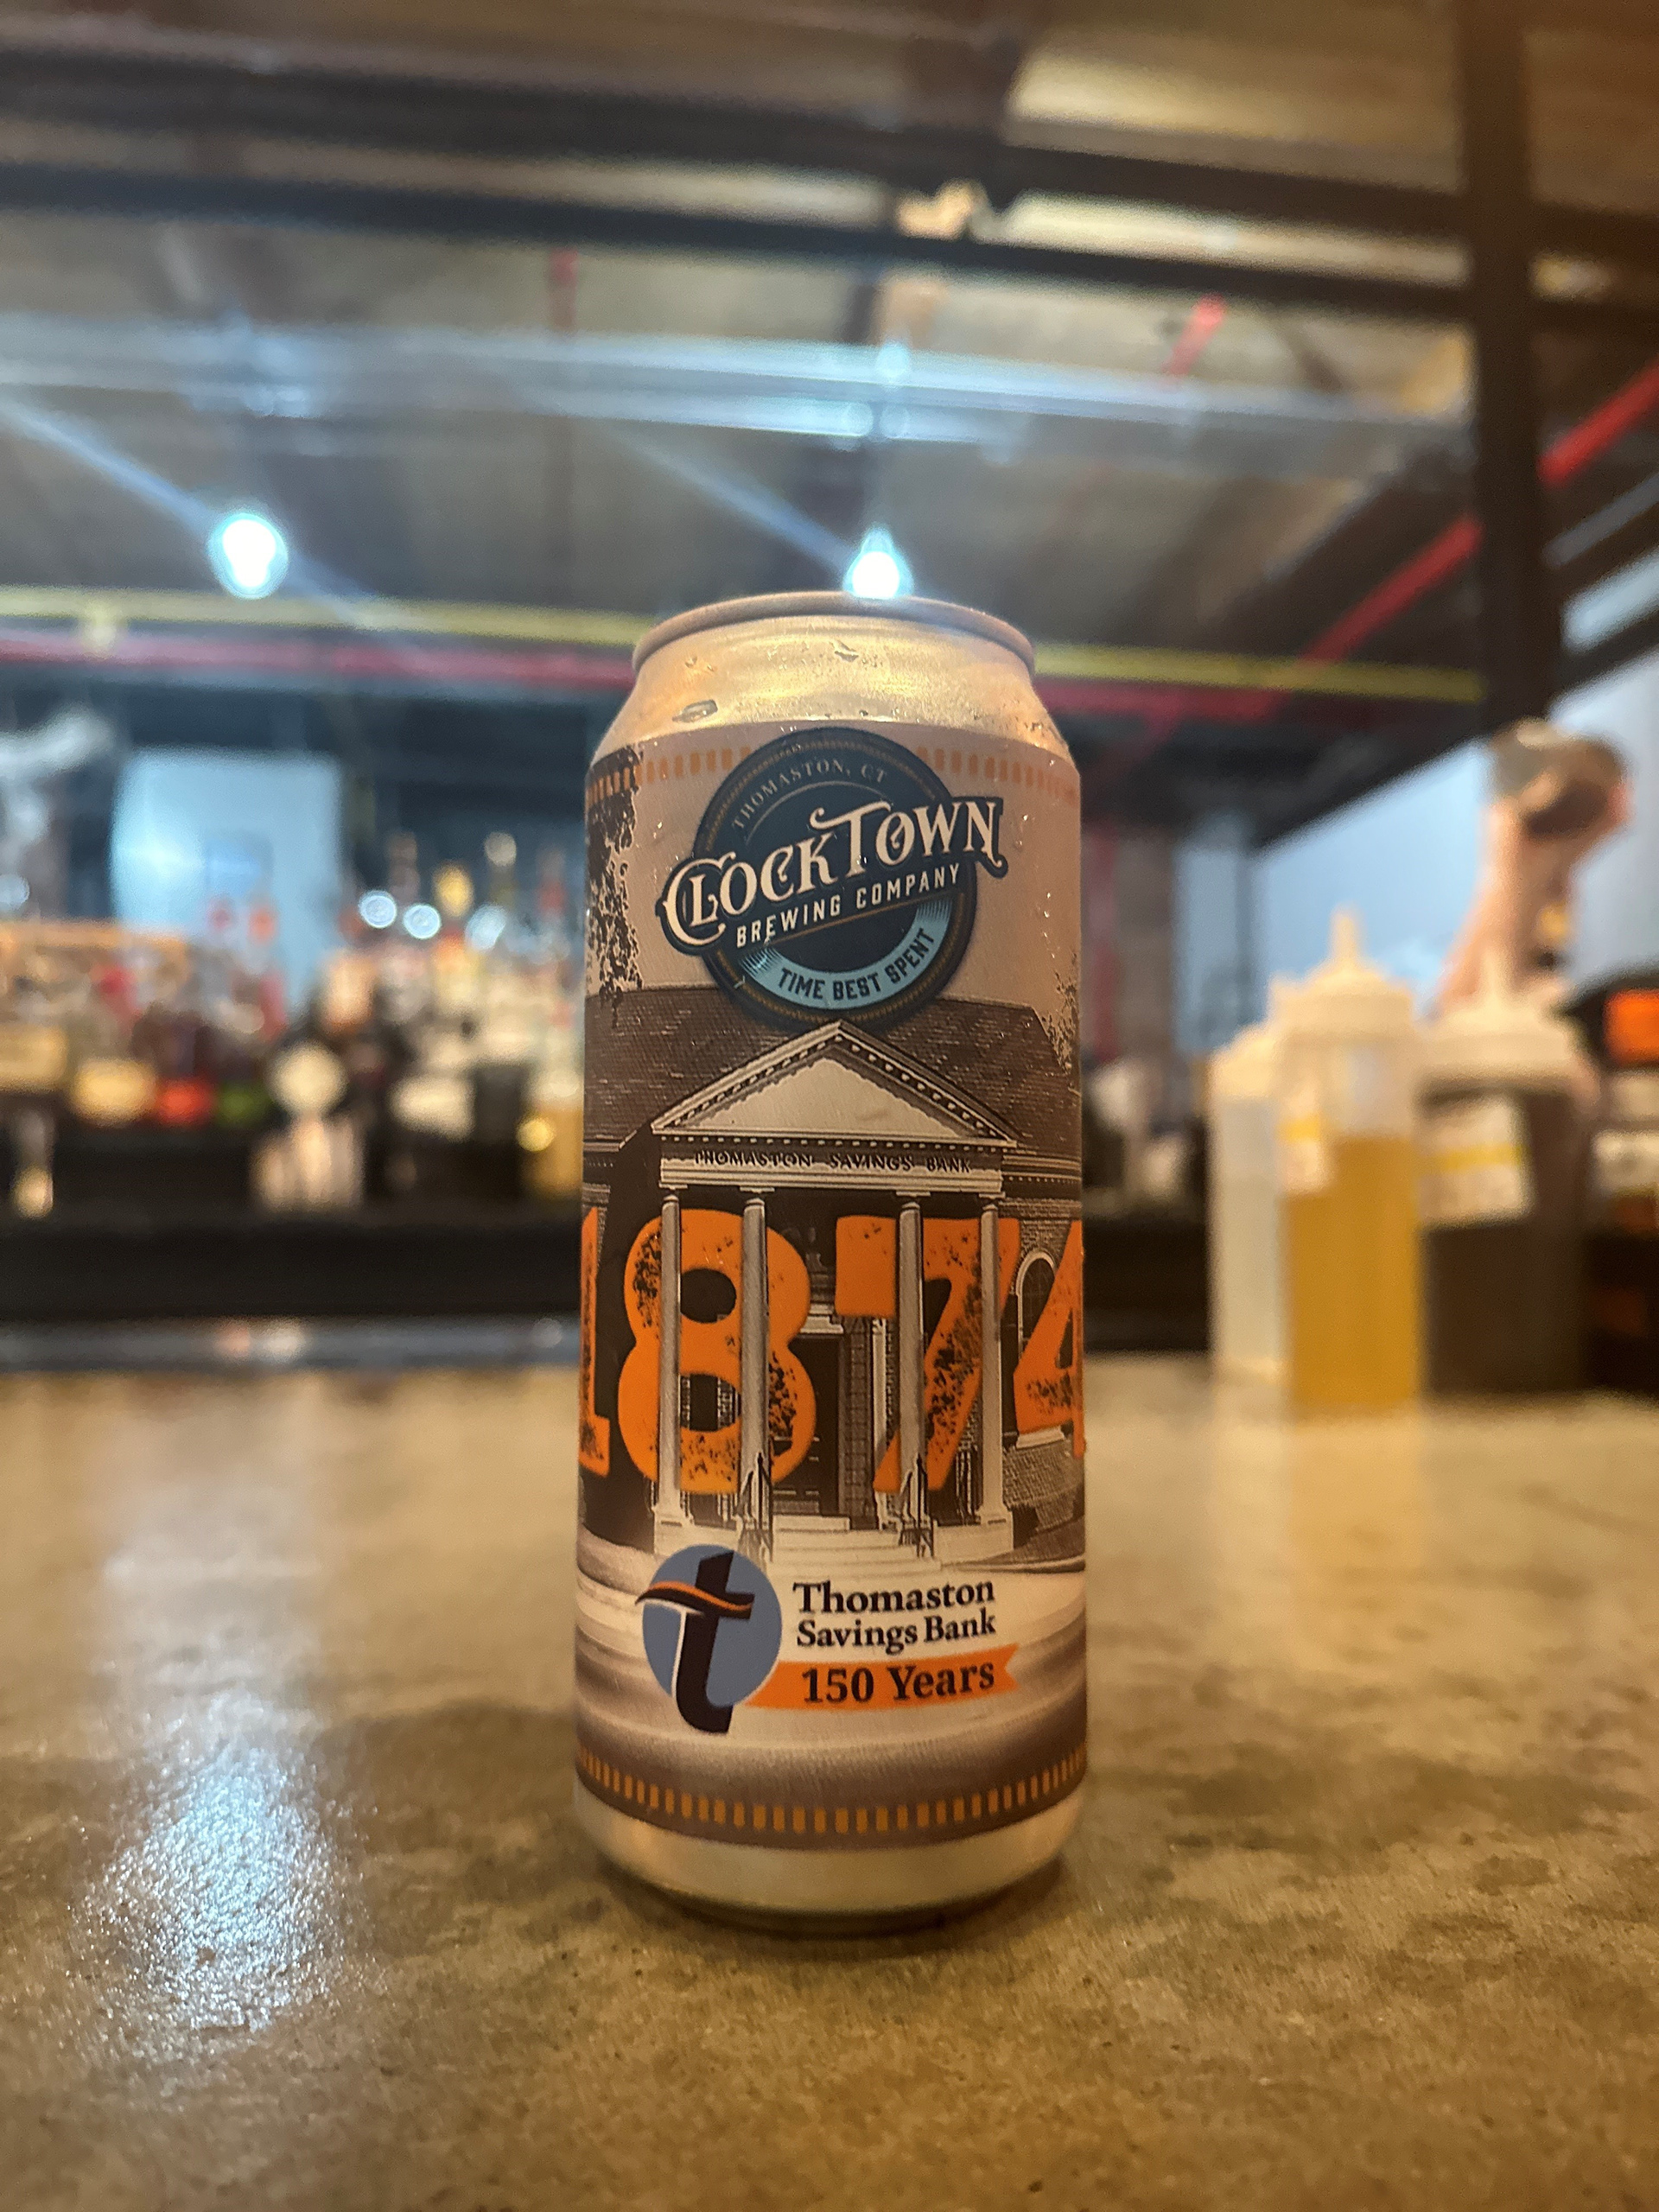 THOMASTON, CT
CLOCKTOWN
BREWING COMPANY
TIME BEST SPENT
THOMASTON SAVINGS BANK
1874
t
Thomaston
Savings Bank
150 Years